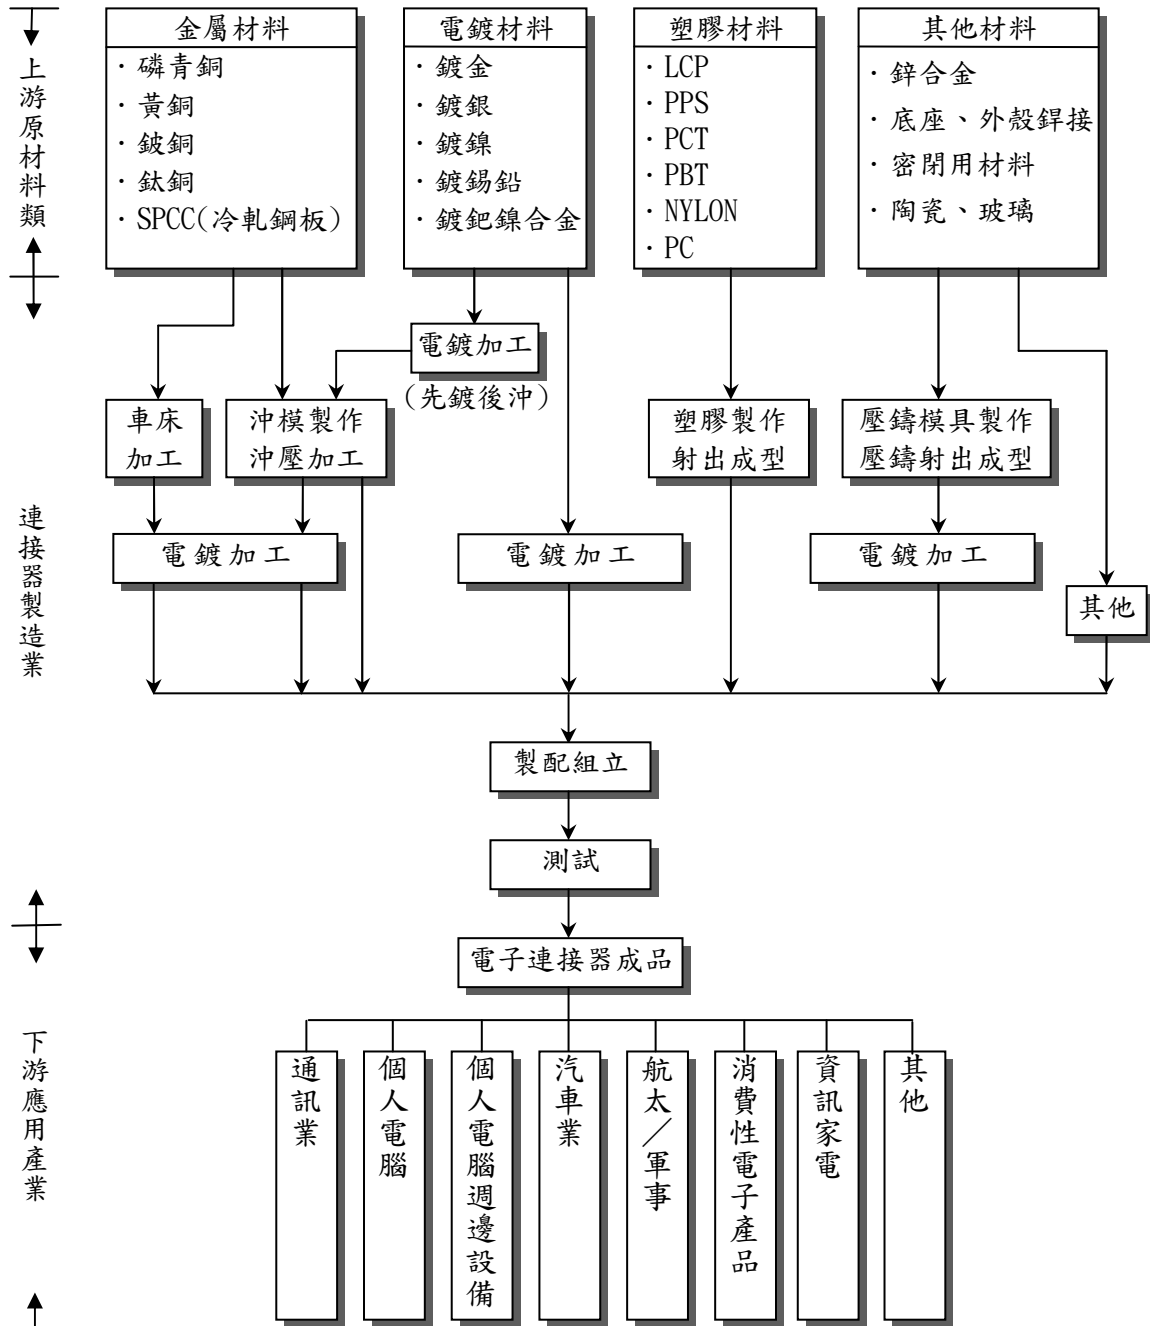 上游原材料類
金屬材料
·磷青銅
·黃銅
·鈹銅
·鈦銅
·SPCC(冷軋鋼板)
電鍍材料
·鍍金
·鍍銀
·鍍鎳
·鍍錫鉛
·鍍鈀鎳合金
塑膠材料
·LCP
·PPS
·PCT
·PBT
·NYLON
·PC
其他材料
·鋅合金
·底座、外殼銲接
·密閉用材料
·陶瓷、玻璃
連接器製造業
電鍍加工
(先鍍後沖)
車床
加工
沖模製作
沖壓加工
塑膠製作
射出成型
壓鑄模具製作
壓鑄射出成型
電鍍加工
電鍍加工
電鍍加工
其他
製配組立
測試
電子連接器成品
下游應用產業
通訊業
個人電腦
個人電腦週邊設備
汽車業
航太／軍事
消費性電子產品
資訊家電
其他